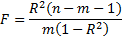 F = R²(n − m − 1) / m(1 − R²)